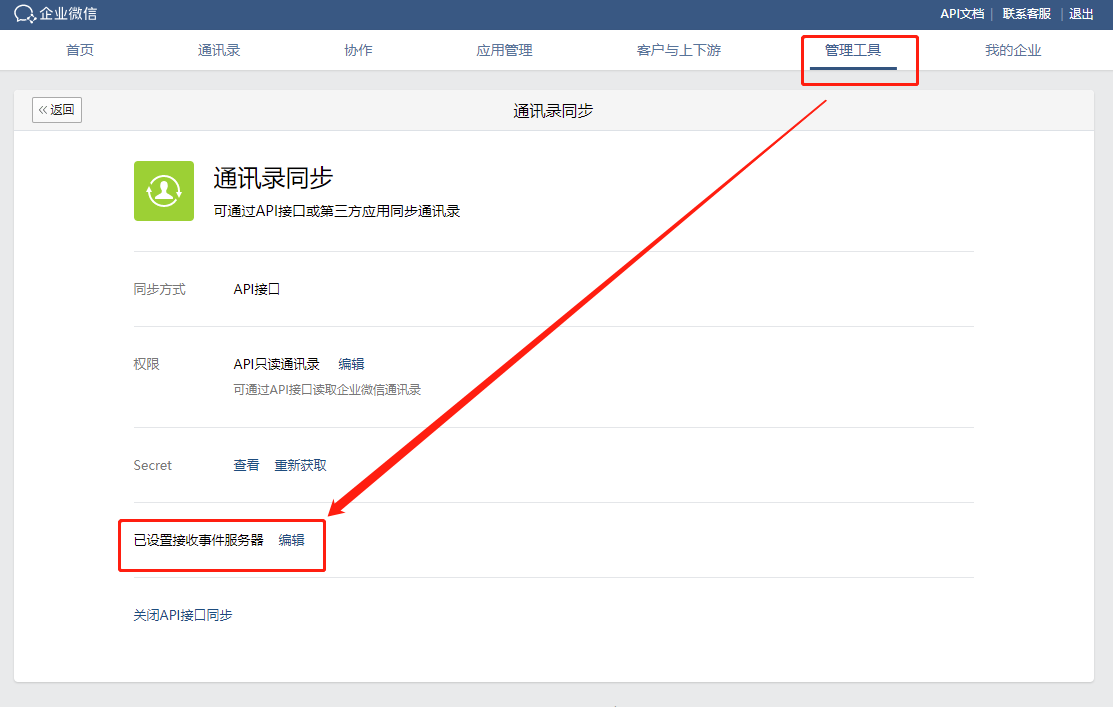 企业微信 API文档 | 联系客服 | 退出
首页 通讯录 协作 应用管理 客户与上下游 管理工具 我的企业
«返回 通讯录同步
通讯录同步
可通过API接口或第三方应用同步通讯录
同步方式 API接口
权限 API只读通讯录 编辑
可通过API接口读取企业微信通讯录
Secret 查看 重新获取
已设置接收事件服务器 编辑
关闭API接口同步